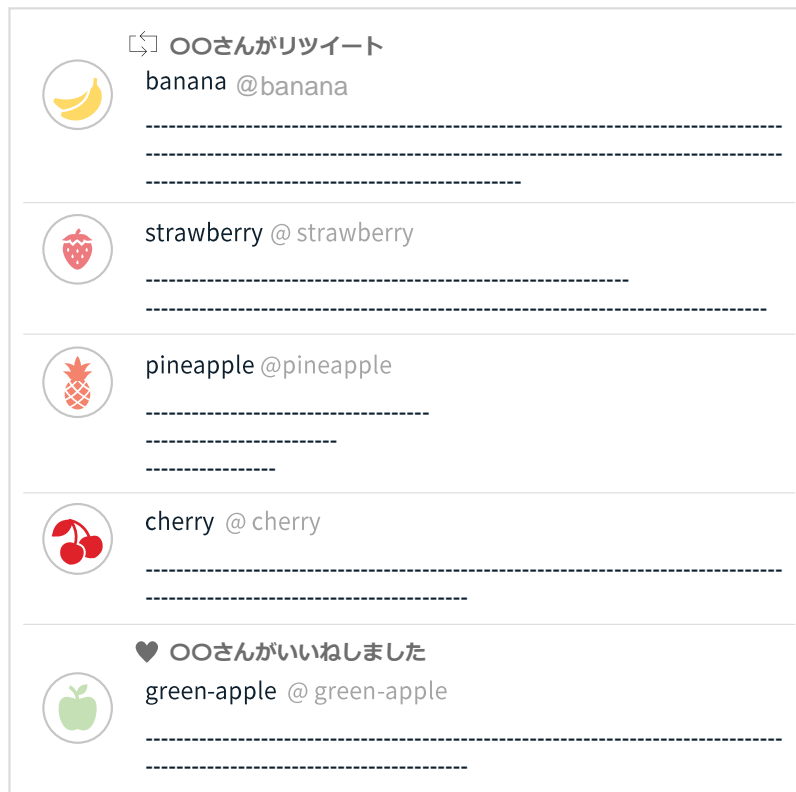 〇〇さんがリツイート
banana @banana
-----------------------------------------------------------------------------------
-----------------------------------------------------------------------------------
-------------------------------------------------
strawberry @ strawberry
---------------------------------------------------------------
---------------------------------------------------------------------------------
pineapple @pineapple
-------------------------------------
-------------------------
-----------------
cherry @ cherry
-----------------------------------------------------------------------------------
------------------------------------------
〇〇さんがいいねしました
green-apple @ green-apple
-----------------------------------------------------------------------------------
------------------------------------------